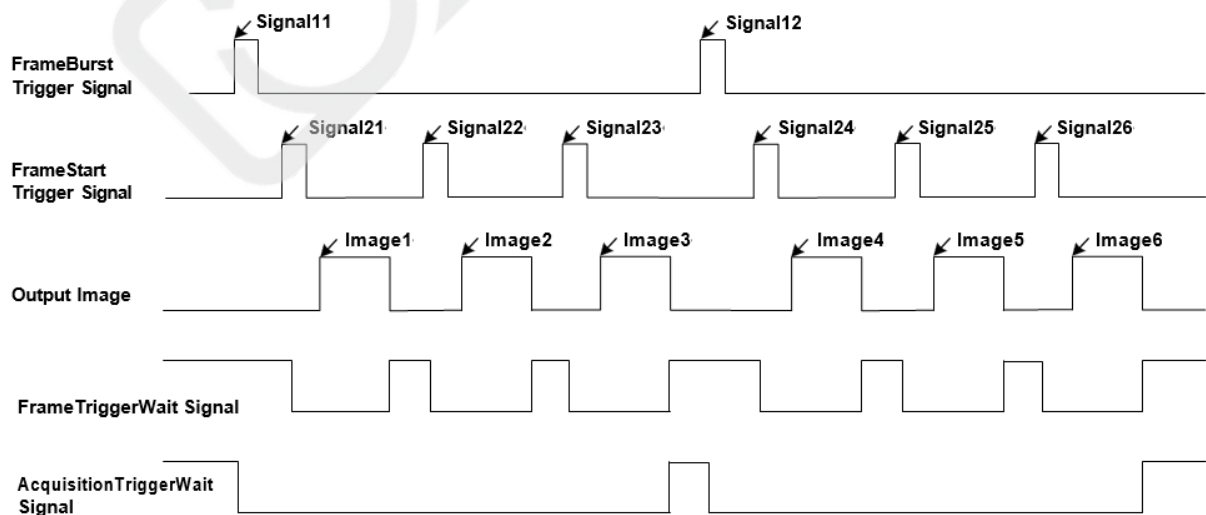 Signal11
Signal12
FrameBurst
Trigger Signal
Signal21
Signal22
Signal23
Signal24
Signal25
Signal26
FrameStart
Trigger Signal
Image1
Image2
Image3
Image4
Image5
Image6
Output Image
FrameTriggerWait Signal
AcquisitionTriggerWait
Signal